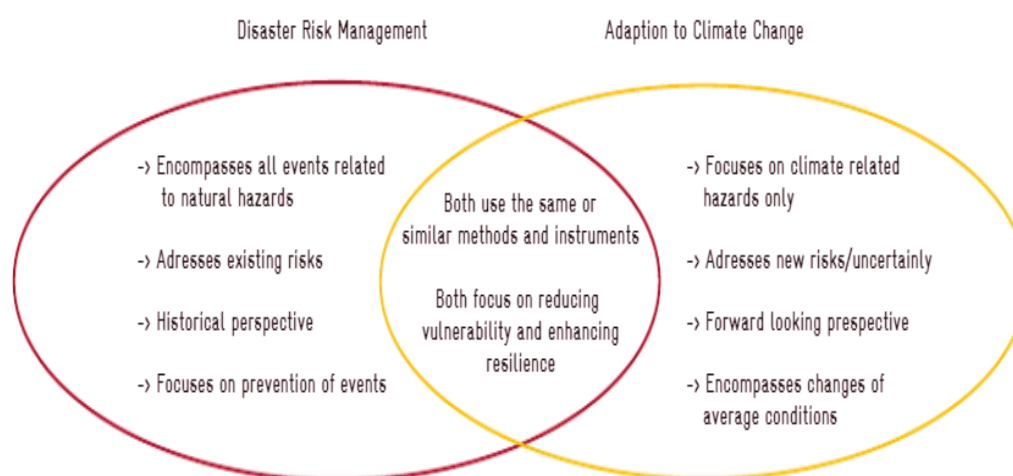 Disaster Risk Management
Adaption to Climate Change
-> Encompasses all events related
to natural hazards
-> Adresses existing risks
-> Historical perspective
-> Focuses on prevention of events
Both use the same or
similar methods and instruments
Both focus on reducing
vulnerability and enhancing
resilience
-> Focuses on climate related
hazards only
-> Adresses new risks/uncertainly
-> Forward looking prespective
-> Encompasses changes of
average conditions